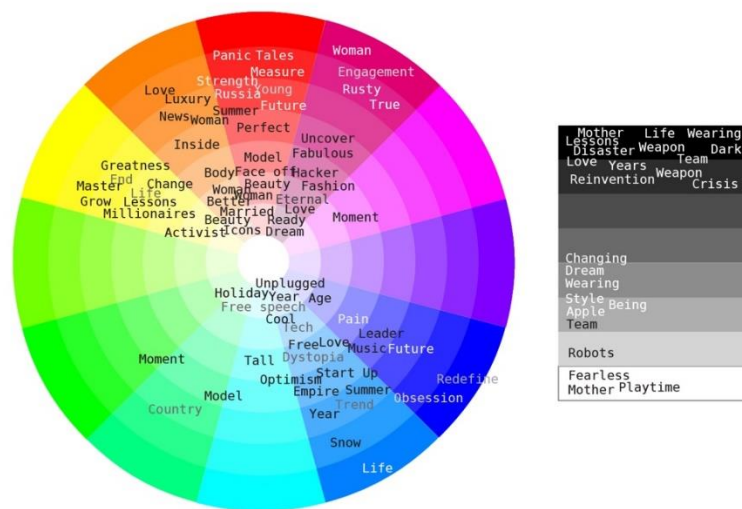 Woman
Panic Tales
Measure
Engagement
Strength
Young
Rusty
Love
Russia
Luxury
Future
True
Summer
News
Woman
Perfect
Inside
Uncover
Fabulous
Model
Greatness
Body
Face off
Hacker
End
Change
Beauty
Fashion
Master
Life
Woman
Woman
Eternal
Grow
Lessons
Better
Love
Millionaires
Married
Moment
Beauty
Ready
Activist
Icons
Dream
Unplugged
Holiday
Year
Age
Free speech
Cool
Pain
Tech
Leader
Free
Love
Music
Future
Moment
Tall
Dystopia
Start Up
Optimism
Redefine
Model
Empire
Summer
Obsession
Country
Trend
Year
Snow
Life
Mother Life Wearing
Lessons
Weapon
Disaster
Dark
Love
Years
Team
Weapon
Reinvention
Crisis
Changing
Dream
Wearing
Style
Being
Apple
Team
Robots
Fearless
Mother
Playtime